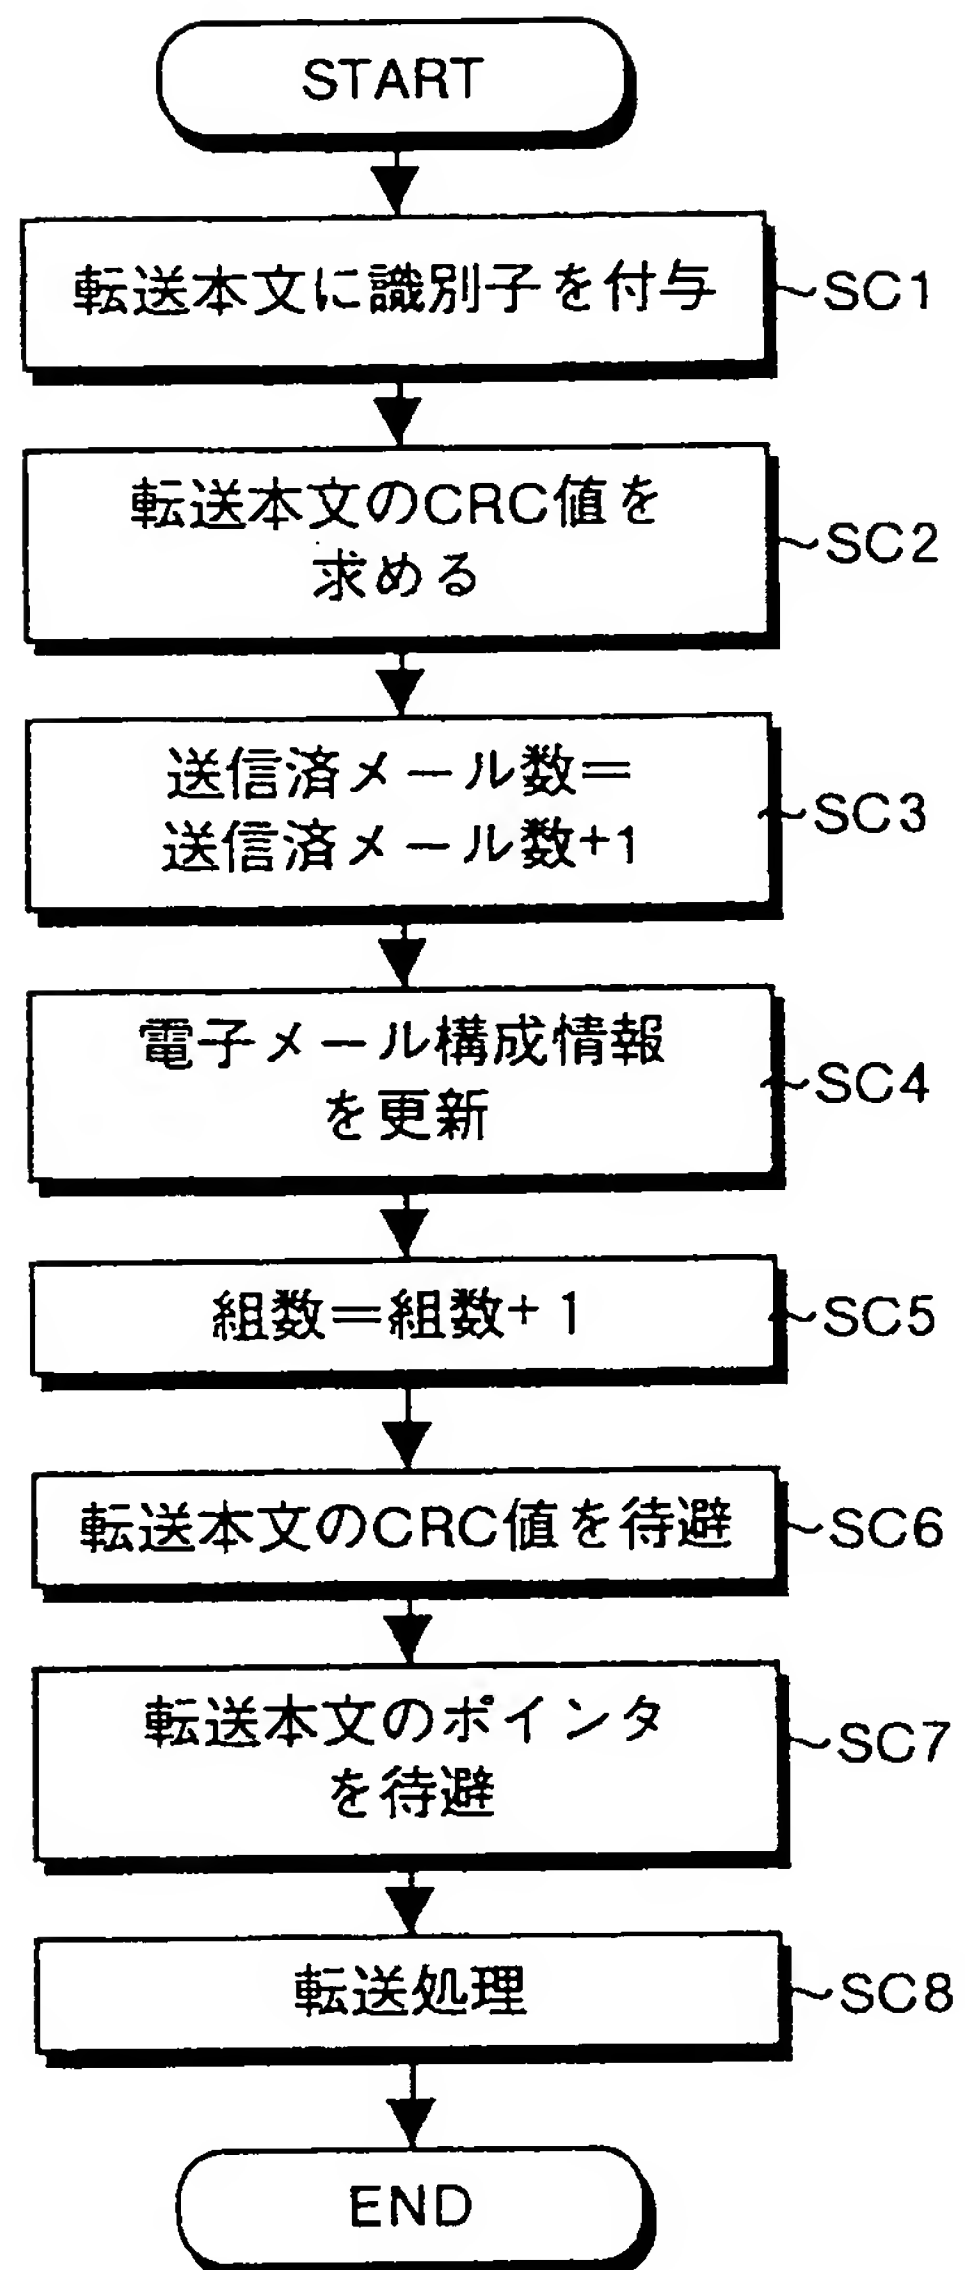 START
転送本文に識別子を付与
SC1
転送本文のCRC値を
求める
SC2
送信済メール数=
送信済メール数+1
SC3
電子メール構成情報
を更新
SC4
組数=組数+1
SC5
転送本文のCRC値を待避
SC6
転送本文のポインタ
を待避
SC7
転送処理
SC8
END